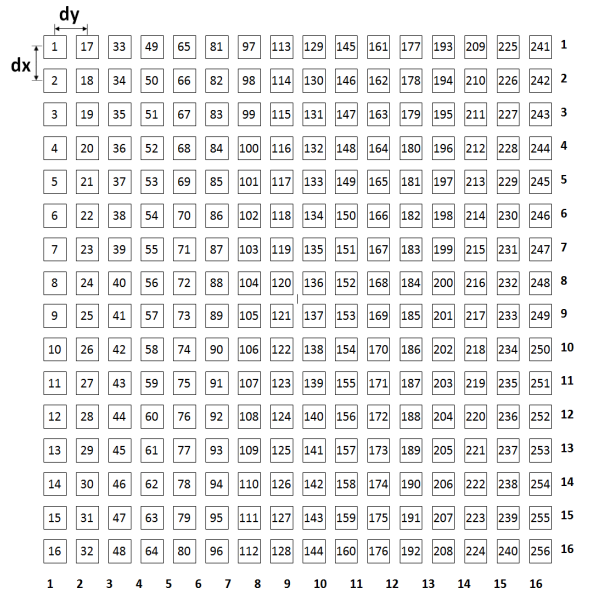 dy
dx
1 17 33 49 65 81 97 113 129 145 161 177 193 209 225 241 1
2 18 34 50 66 82 98 114 130 146 162 178 194 210 226 242 2
3 19 35 51 67 83 99 115 131 147 163 179 195 211 227 243 3
4 20 36 52 68 84 100 116 132 148 164 180 196 212 228 244 4
5 21 37 53 69 85 101 117 133 149 165 181 197 213 229 245 5
6 22 38 54 70 86 102 118 134 150 166 182 198 214 230 246 6
7 23 39 55 71 87 103 119 135 151 167 183 199 215 231 247 7
8 24 40 56 72 88 104 120 136 152 168 184 200 216 232 248 8
9 25 41 57 73 89 105 121 137 153 169 185 201 217 233 249 9
10 26 42 58 74 90 106 122 138 154 170 186 202 218 234 250 10
11 27 43 59 75 91 107 123 139 155 171 187 203 219 235 251 11
12 28 44 60 76 92 108 124 140 156 172 188 204 220 236 252 12
13 29 45 61 77 93 109 125 141 157 173 189 205 221 237 253 13
14 30 46 62 78 94 110 126 142 158 174 190 206 222 238 254 14
15 31 47 63 79 95 111 127 143 159 175 191 207 223 239 255 15
16 32 48 64 80 96 112 128 144 160 176 192 208 224 240 256 16
1 2 3 4 5 6 7 8 9 10 11 12 13 14 15 16